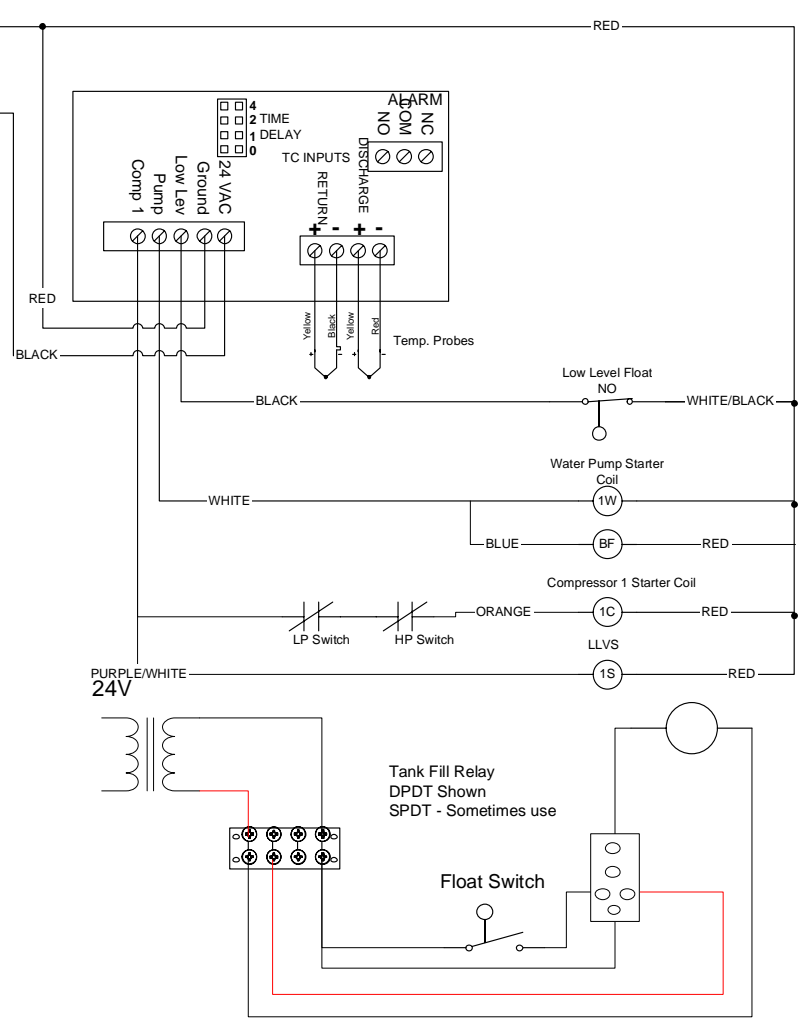 RED
ALARM
4
2 TIME
1 DELAY
0
NO
COM
NC
TC INPUTS
RETURN
DISCHARGE
Comp 1
Pump
Low Lev
Ground
24 VAC
+ - + -
RED
BLACK
Yellow
Black
Yellow
Red
+ - + -
Temp. Probes
Low Level Float
NO
BLACK
WHITE/BLACK
Water Pump Starter
Coil
WHITE
1W
BLUE
BF
RED
Compressor 1 Starter Coil
ORANGE
1C
RED
LP Switch
HP Switch
LLVS
PURPLE/WHITE
1S
RED
24V
Tank Fill Relay
DPDT Shown
SPDT - Sometimes use
Float Switch